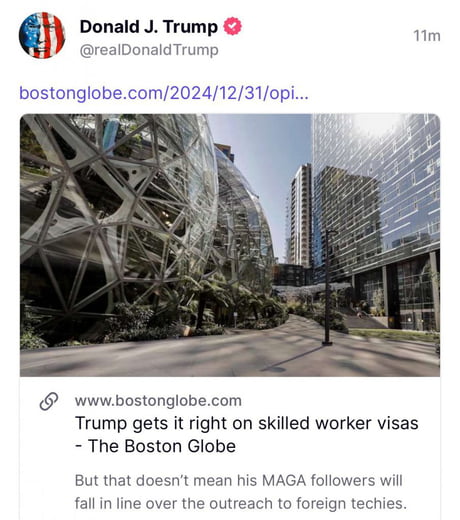 Donald J. Trump
11m
@realDonaldTrump
bostonglobe.com/2024/12/31/opi...
www.bostonglobe.com
Trump gets it right on skilled worker visas
- The Boston Globe
But that doesn’t mean his MAGA followers will
fall in line over the outreach to foreign techies.